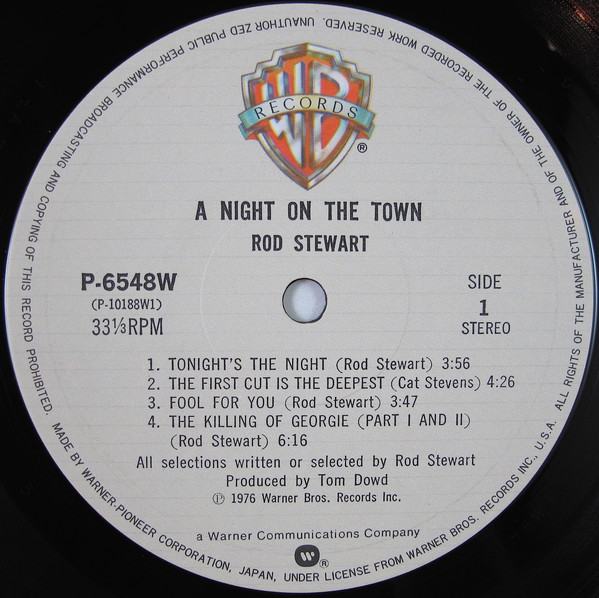 WB
RECORDS
®
A NIGHT ON THE TOWN
ROD STEWART
P-6548W
(P-10188W1)
33⅓RPM
SIDE
1
STEREO
1. TONIGHT'S THE NIGHT (Rod Stewart) 3:56
2. THE FIRST CUT IS THE DEEPEST (Cat Stevens) 4:26
3. FOOL FOR YOU (Rod Stewart) 3:47
4. THE KILLING OF GEORGIE (PART I AND II)
(Rod Stewart) 6:16
All selections written or selected by Rod Stewart
Produced by Tom Dowd
Ⓟ 1976 Warner Bros. Records Inc.
a Warner Communications Company
W ®
MADE BY WARNER-PIONEER CORPORATION, JAPAN, UNDER LICENSE FROM WARNER BROS. RECORDS INC., U.S.A. ALL RIGHTS OF THE MANUFACTURER AND OF THE OWNER OF THE RECORDED WORK RESERVED. UNAUTHORIZED PUBLIC PERFORMANCE BROADCASTING AND COPYING OF THIS RECORD PROHIBITED.